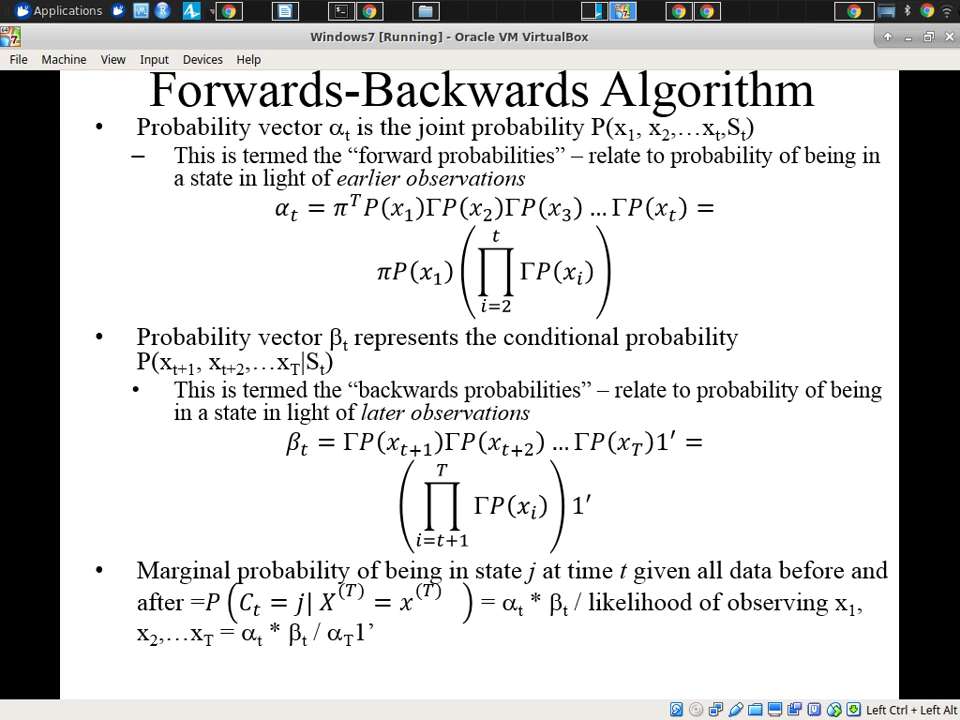 Applications
Windows7 [Running] - Oracle VM VirtualBox
File Machine View Input Devices Help
Forwards-Backwards Algorithm
• Probability vector αt is the joint probability P(x1, x2,…xt,St)
– This is termed the “forward probabilities” – relate to probability of being in
a state in light of earlier observations
αt = π^T P(x1)ΓP(x2)ΓP(x3) … ΓP(xt) =
πP(x1) (∏_{i=2}^{t} ΓP(xi))
• Probability vector βt represents the conditional probability
P(xt+1, xt+2,…xT|St)
• This is termed the “backwards probabilities” – relate to probability of being
in a state in light of later observations
βt = ΓP(xt+1)ΓP(xt+2) … ΓP(xT)1′ =
(∏_{i=t+1}^{T} ΓP(xi)) 1′
• Marginal probability of being in state j at time t given all data before and
after =P (Ct = j| X^(T) = x^(T) ) = αt * βt / likelihood of observing x1,
x2,…xT = αt * βt / αT1’
Left Ctrl + Left Alt